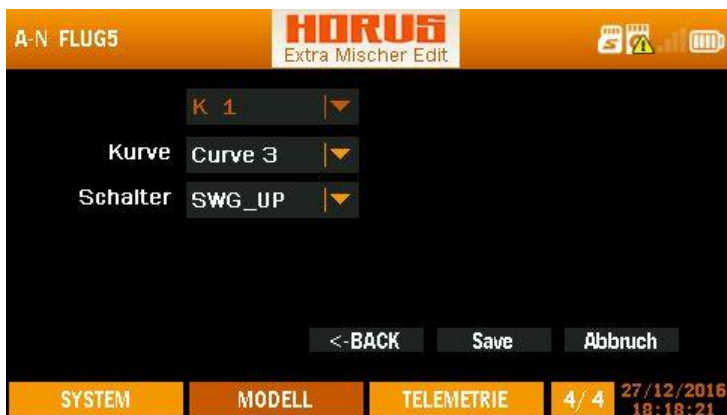 A-N FLUG5
HORUS
Extra Mischer Edit
S
K 1
Kurve Curve 3
Schalter SWG_UP
<-BACK Save Abbruch
SYSTEM MODELL TELEMETRIE 4/4 27/12/2016
18:18:21